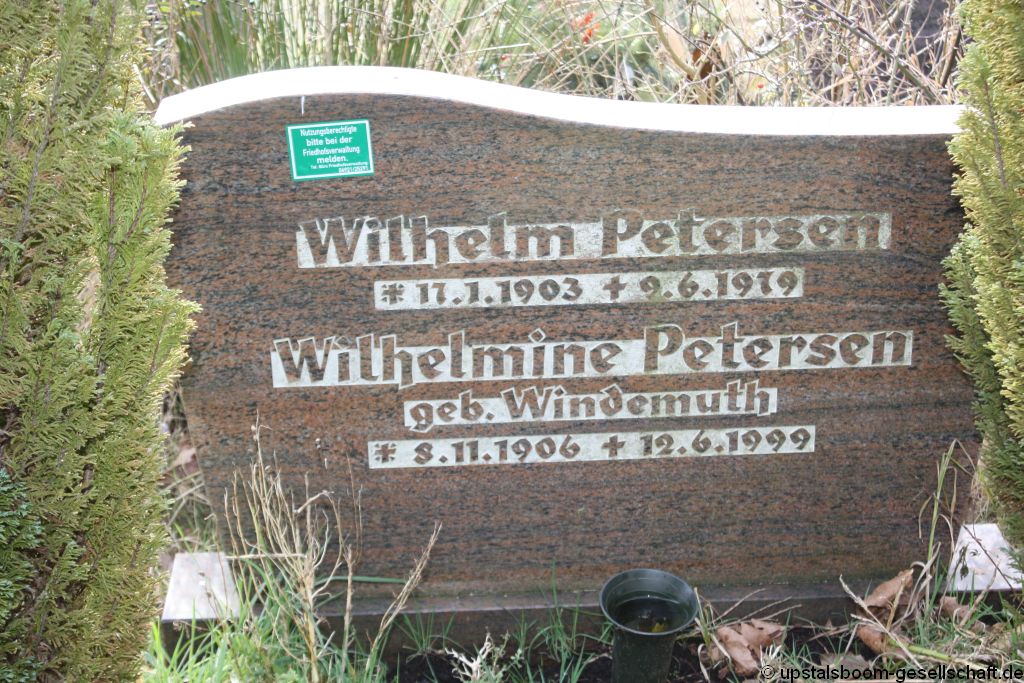 Nutzungsberechtigte
bitte bei der
Friedhofsverwaltung
melden.
Wilhelm Petersen
* 17.1.1903 † 9.6.1979
Wilhelmine Petersen
geb. Windemuth
* 8.11.1906 † 12.6.1999
© upstalsboom-gesellschaft.de